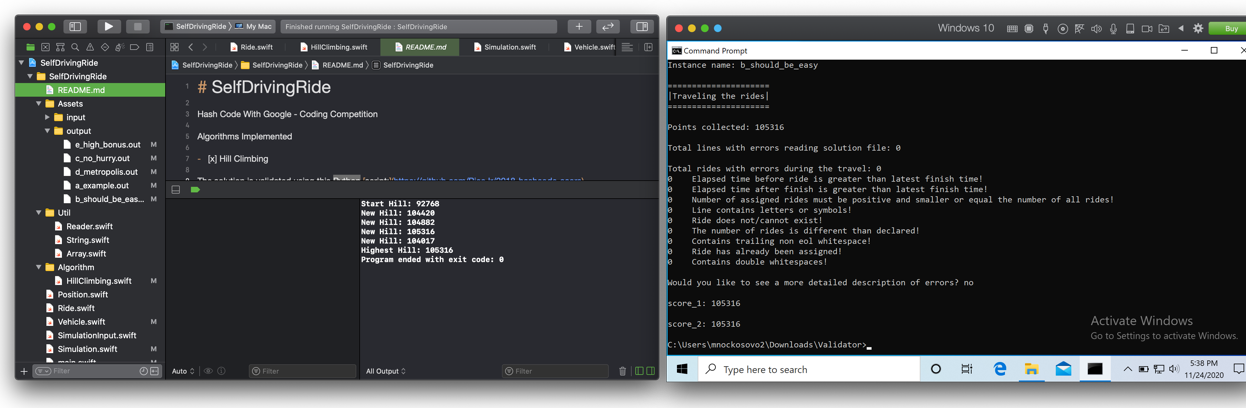 SelfDrivingRide
My Mac
Finished running SelfDrivingRide : SelfDrivingRide
Ride.swift
HillClimbing.swift
README.md
Simulation.swift
Vehicle.swift
SelfDrivingRide
SelfDrivingRide
README.md
SelfDrivingRide
SelfDrivingRide
SelfDrivingRide
README.md
Assets
input
output
e_high_bonus.out M
c_no_hurry.out M
d_metropolis.out M
a_example.out M
b_should_be_eas... M
Util
Reader.swift
String.swift
Array.swift
Algorithm
HillClimbing.swift M
Position.swift
Ride.swift
Vehicle.swift M
SimulationInput.swift
Simulation.swift M
main.swift
Filter
1 # SelfDrivingRide
2
3 Hash Code With Google - Coding Competition
4
5 Algorithms Implemented
6
7 - [x] Hill Climbing
8
The solution is validated using this Python
Start Hill: 92768
New Hill: 104420
New Hill: 104882
New Hill: 105316
New Hill: 104017
Highest Hill: 105316
Program ended with exit code: 0
Auto
Filter
All Output
Filter
Windows 10
Buy
Command Prompt
Instance name: b_should_be_easy
=====================
|Traveling the rides|
=====================
Points collected: 105316
Total lines with errors reading solution file: 0
Total rides with errors during the travel: 0
0 Elapsed time before ride is greater than latest finish time!
0 Elapsed time after finish is greater than latest finish time!
0 Number of assigned rides must be positive and smaller or equal the number of all rides!
0 Line contains letters or symbols!
0 Ride does not/cannot exist!
0 The number of rides is different than declared!
0 Contains trailing non eol whitespace!
0 Ride has already been assigned!
0 Contains double whitespaces!
Would you like to see a more detailed description of errors? no
score_1: 105316
score_2: 105316
C:\Users\mnockosovo2\Downloads\Validator>
Activate Windows
Go to Settings to activate Windows.
Type here to search
5:38 PM
11/24/2020